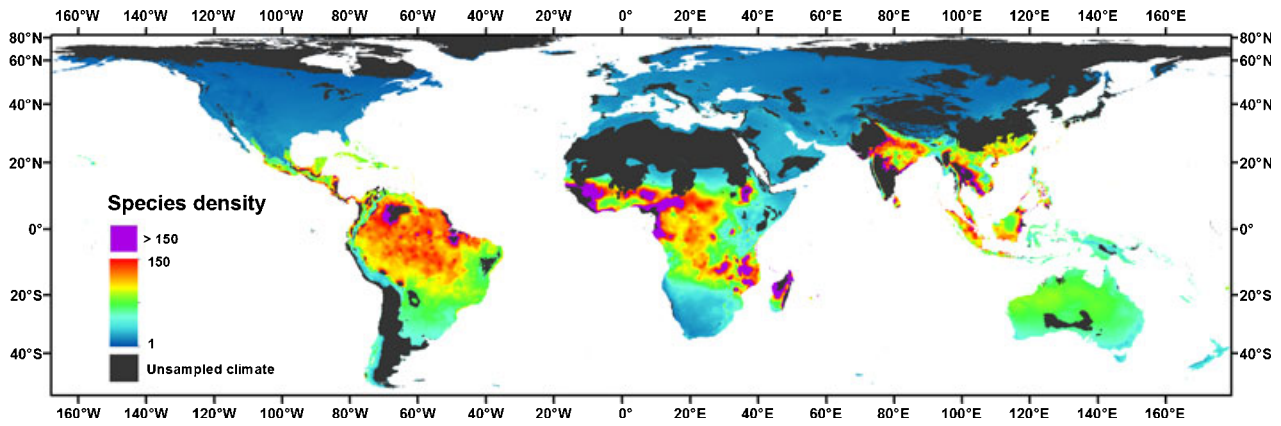 160°W 140°W 120°W 100°W 80°W 60°W 40°W 20°W 0° 20°E 40°E 60°E 80°E 100°E 120°E 140°E 160°E
80°N 80°N
60°N 60°N
40°N 40°N
20°N 20°N
Species density
> 150
0° 0°
150
20°S 20°S
1
40°S 40°S
Unsampled climate
160°W 140°W 120°W 100°W 80°W 60°W 40°W 20°W 0° 20°E 40°E 60°E 80°E 100°E 120°E 140°E 160°E